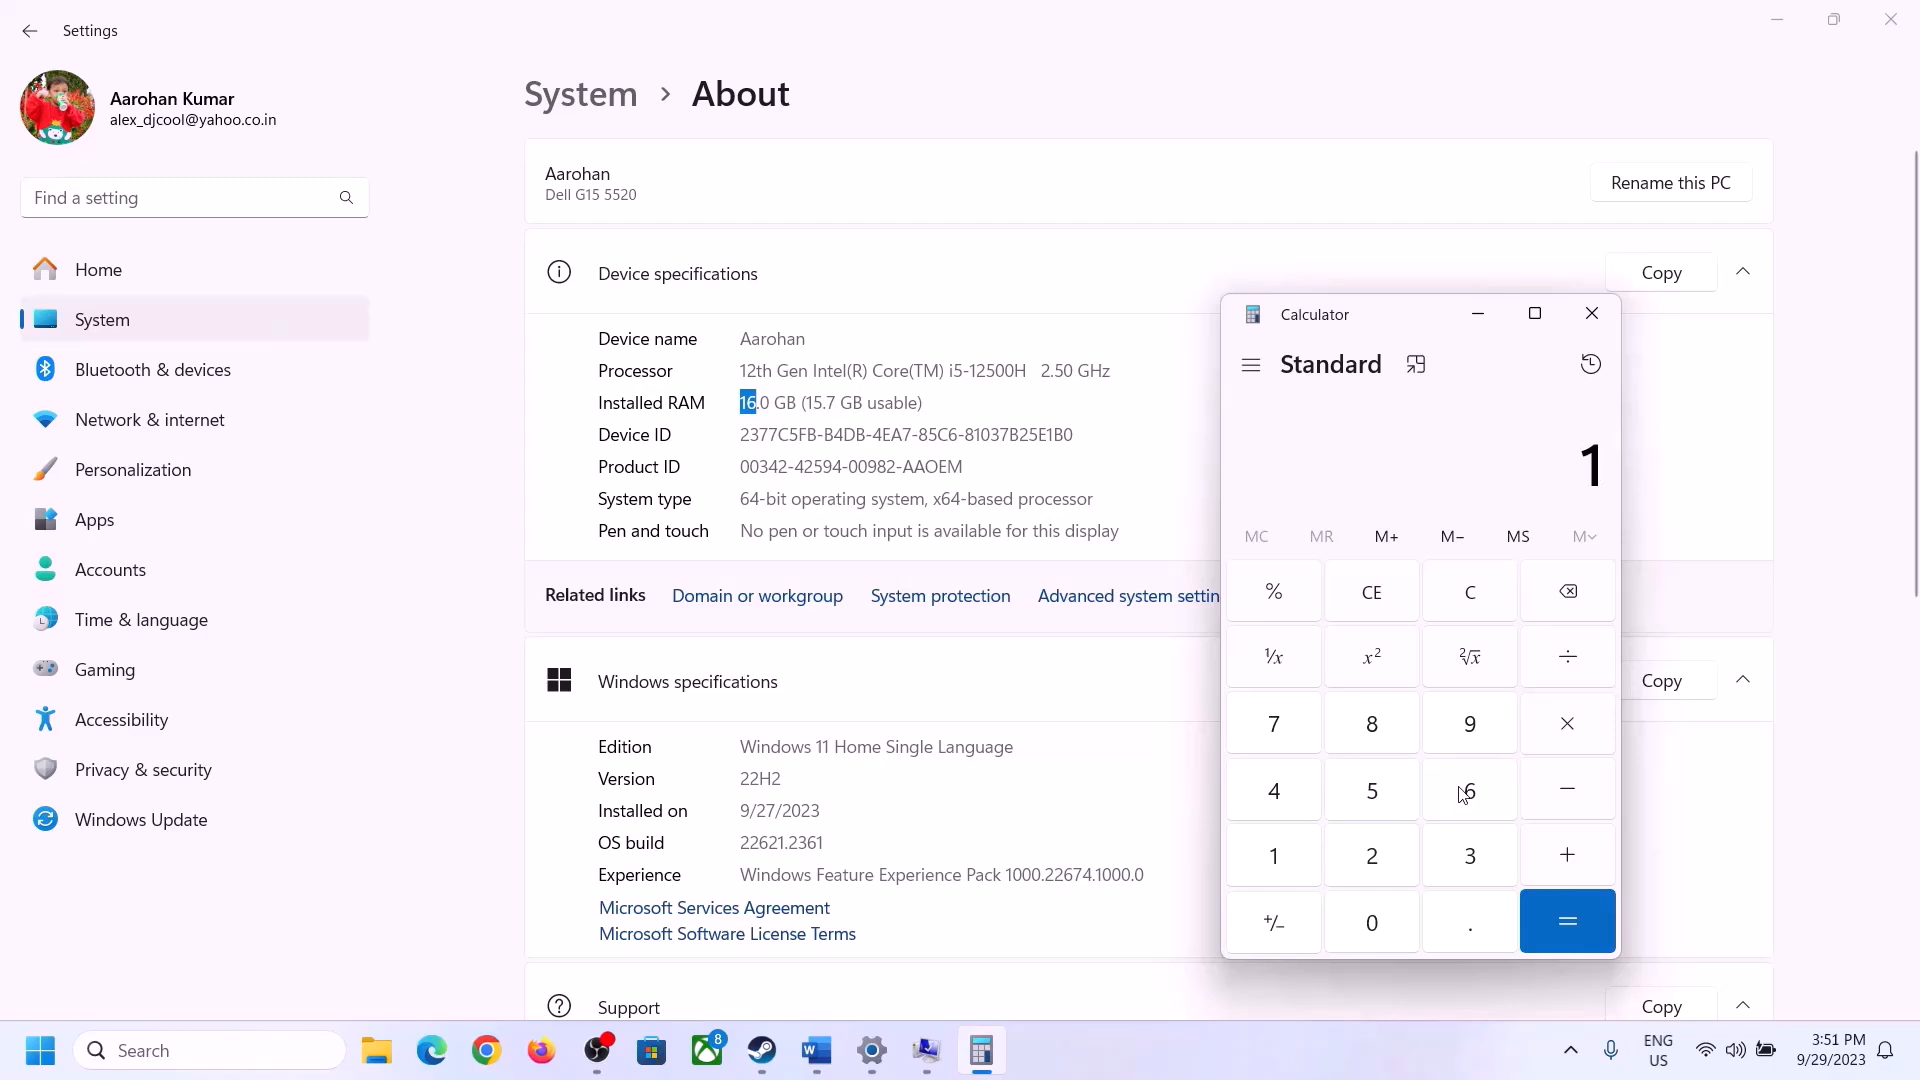 Settings
Aarohan Kumar
alex_djcool@yahoo.co.in
Find a setting
Home
System
Bluetooth & devices
Network & internet
Personalization
Apps
Accounts
Time & language
Gaming
Accessibility
Privacy & security
Windows Update
System > About
Aarohan
Dell G15 5520
Rename this PC
Device specifications
Copy
Device name Aarohan
Processor 12th Gen Intel(R) Core(TM) i5-12500H 2.50 GHz
Installed RAM 16.0 GB (15.7 GB usable)
Device ID 2377C5FB-B4DB-4EA7-85C6-81037B25E1B0
Product ID 00342-42594-00982-AAOEM
System type 64-bit operating system, x64-based processor
Pen and touch No pen or touch input is available for this display
Related links Domain or workgroup System protection Advanced system settin
Windows specifications
Copy
Edition Windows 11 Home Single Language
Version 22H2
Installed on 9/27/2023
OS build 22621.2361
Experience Windows Feature Experience Pack 1000.22674.1000.0
Microsoft Services Agreement
Microsoft Software License Terms
Support
Copy
Calculator
Standard
1
MC MR M+ M− MS M
% CE C
¹/x x² ²√x ÷
7 8 9 ×
4 5 6 −
1 2 3 +
+/− 0 . =
Search
8
W
ENG
US
3:51 PM
9/29/2023